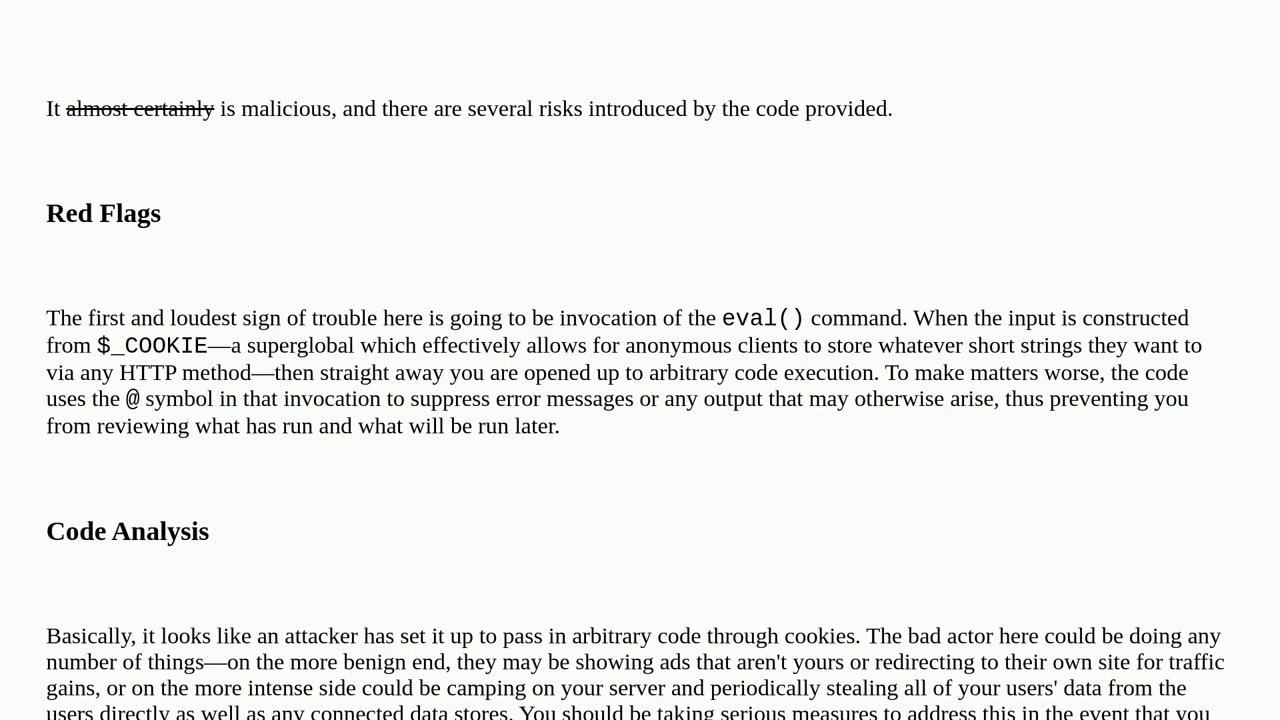 It almost certainly is malicious, and there are several risks introduced by the code provided.
Red Flags
The first and loudest sign of trouble here is going to be invocation of the eval() command. When the input is constructed
from $_COOKIE—a superglobal which effectively allows for anonymous clients to store whatever short strings they want to
via any HTTP method—then straight away you are opened up to arbitrary code execution. To make matters worse, the code
uses the @ symbol in that invocation to suppress error messages or any output that may otherwise arise, thus preventing you
from reviewing what has run and what will be run later.
Code Analysis
Basically, it looks like an attacker has set it up to pass in arbitrary code through cookies. The bad actor here could be doing any
number of things—on the more benign end, they may be showing ads that aren't yours or redirecting to their own site for traffic
gains, or on the more intense side could be camping on your server and periodically stealing all of your users' data from the
users directly as well as any connected data stores. You should be taking serious measures to address this in the event that you